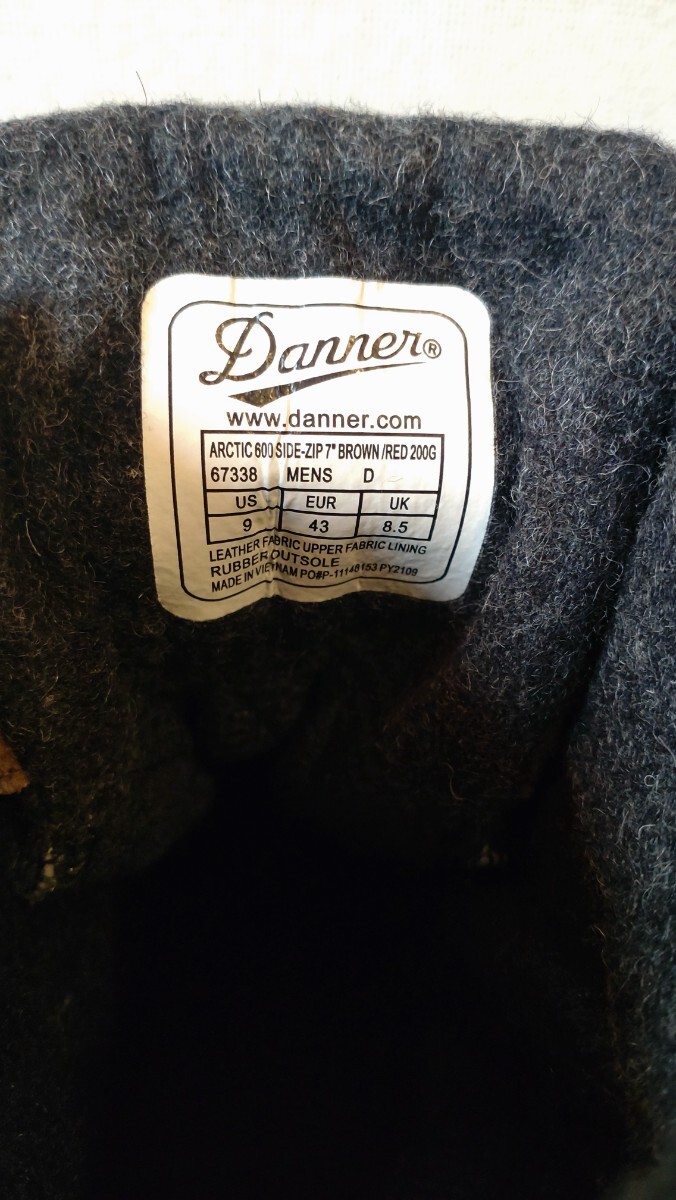 Danner®
www.danner.com
ARCTIC 600 SIDE-ZIP 7" BROWN /RED 200G
67338 MENS D
US EUR UK
9 43 8.5
LEATHER FABRIC UPPER FABRIC LINING
RUBBER OUTSOLE
MADE IN VIETNAM PO#P-11148153 PY2109